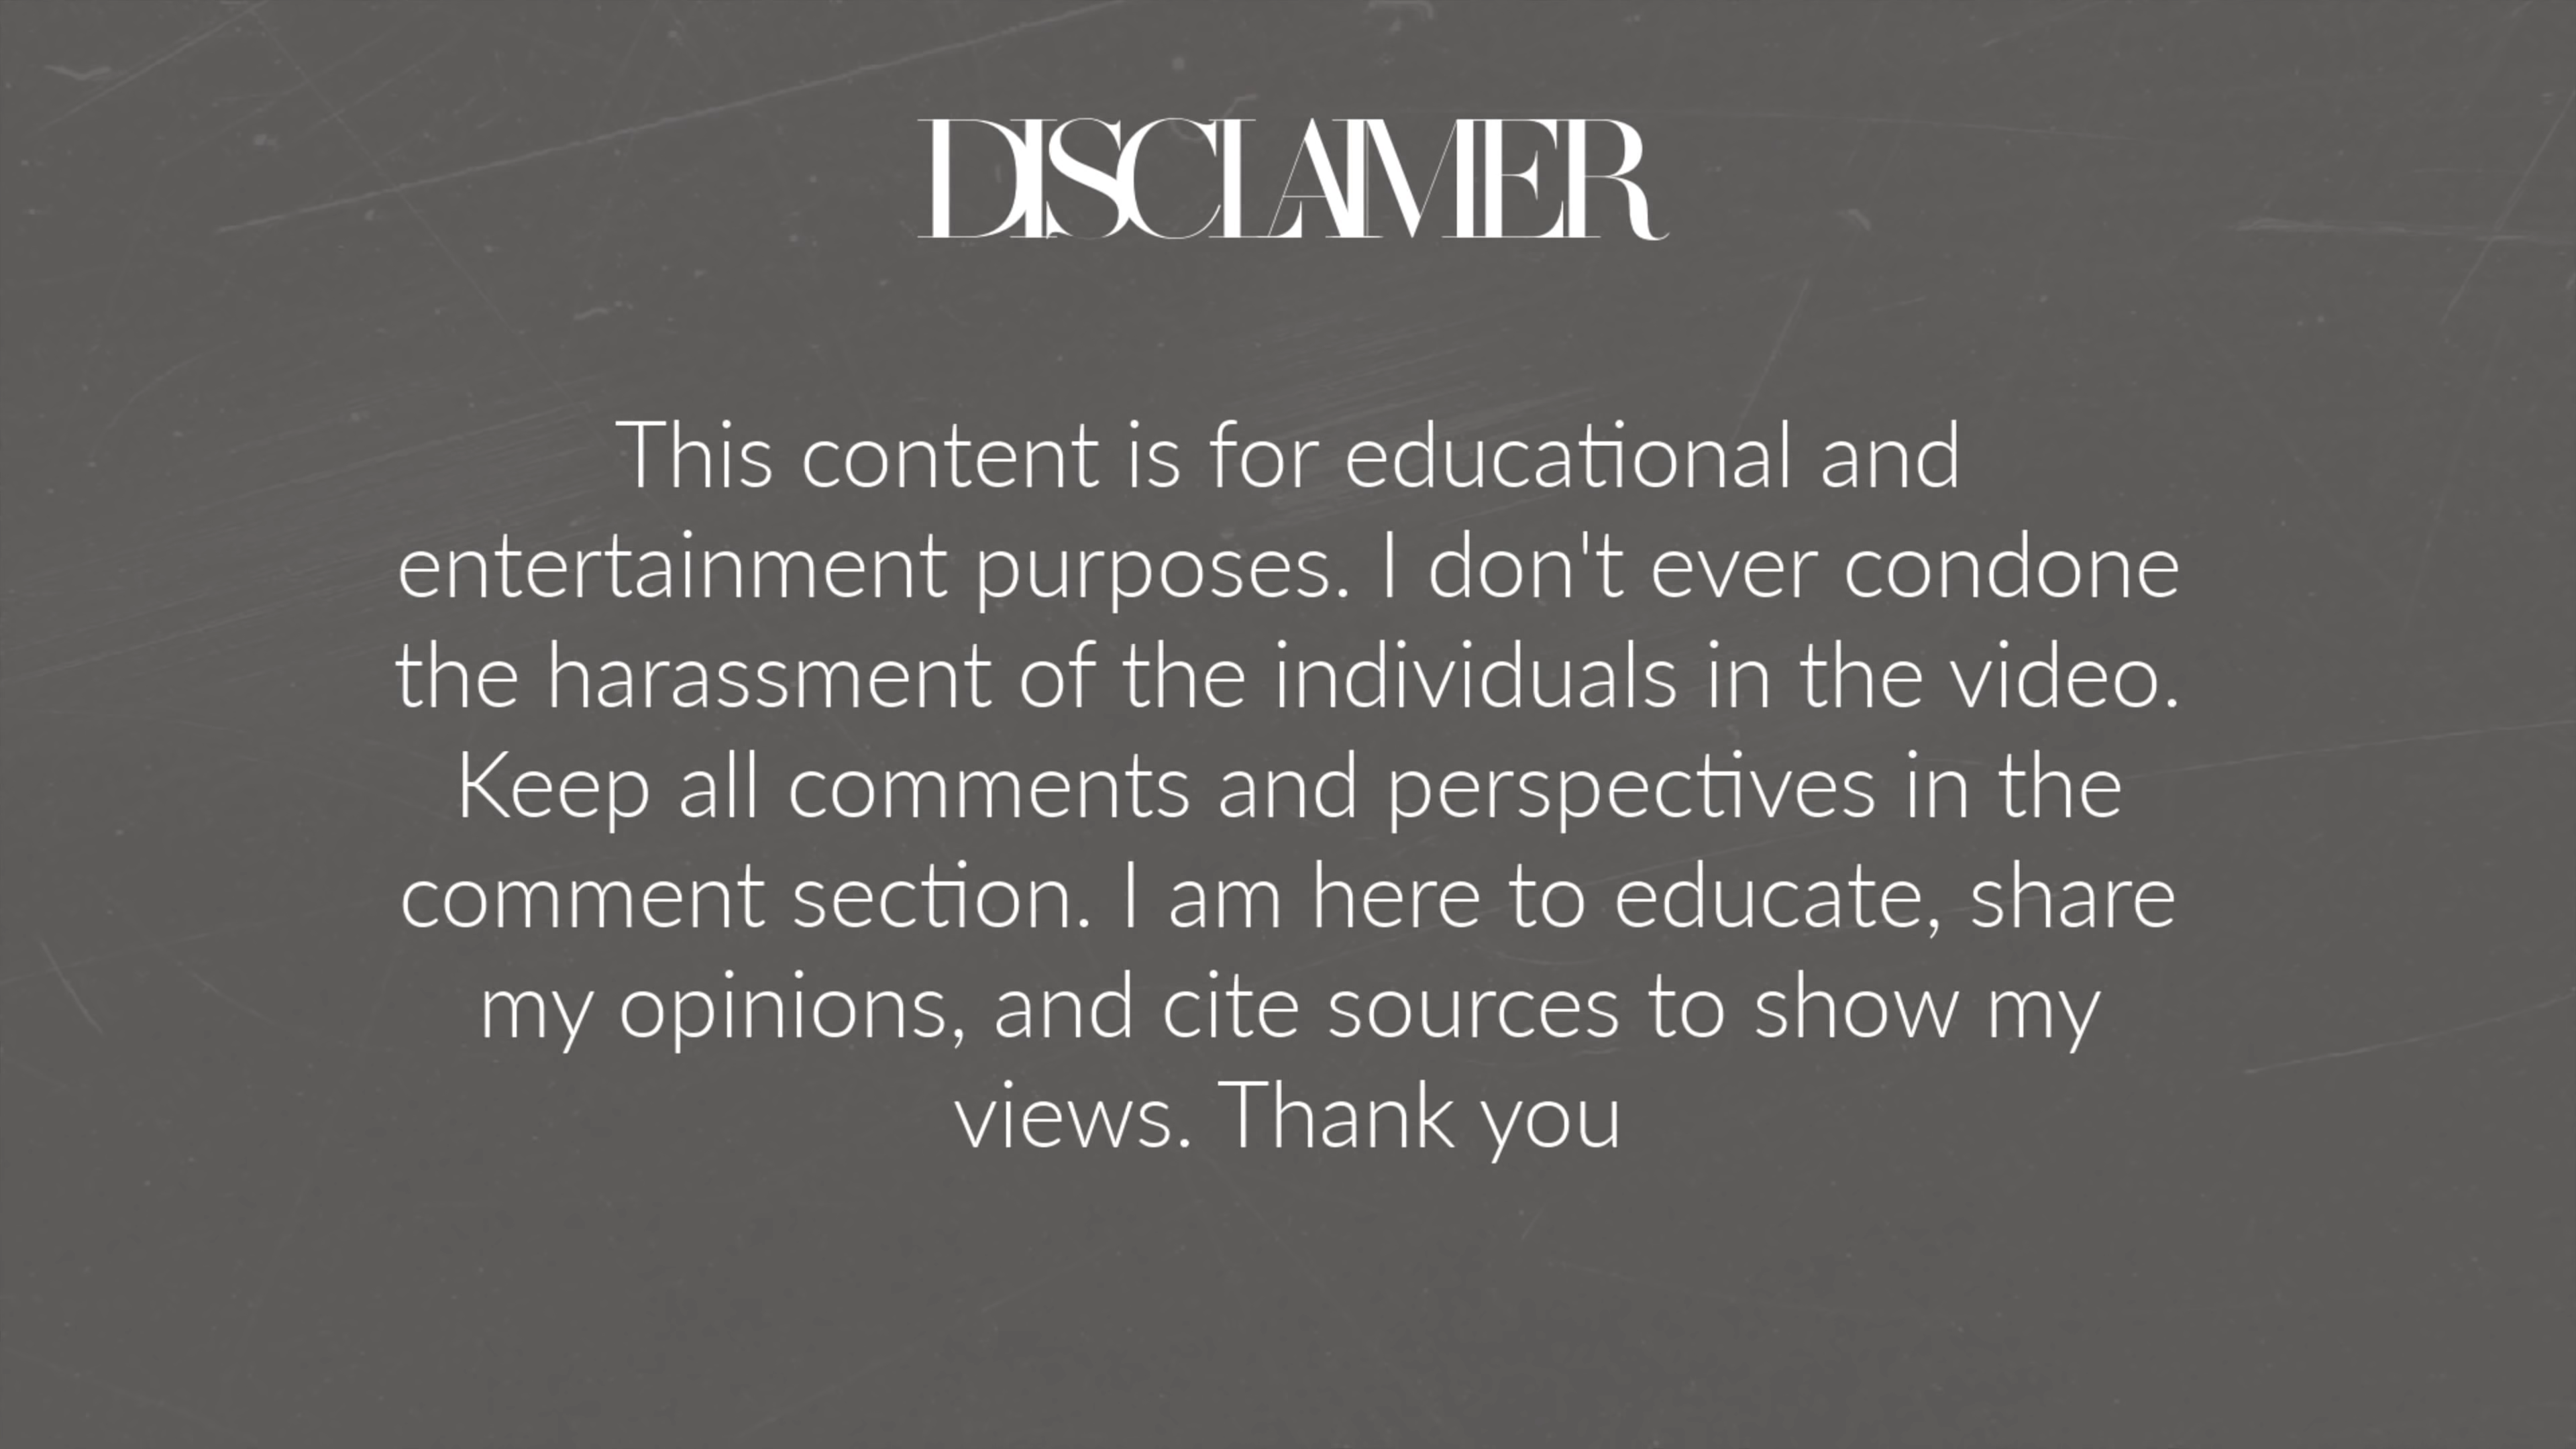 DISCLAIMER
This content is for educational and
entertainment purposes. I don't ever condone
the harassment of the individuals in the video.
Keep all comments and perspectives in the
comment section. I am here to educate, share
my opinions, and cite sources to show my
views. Thank you